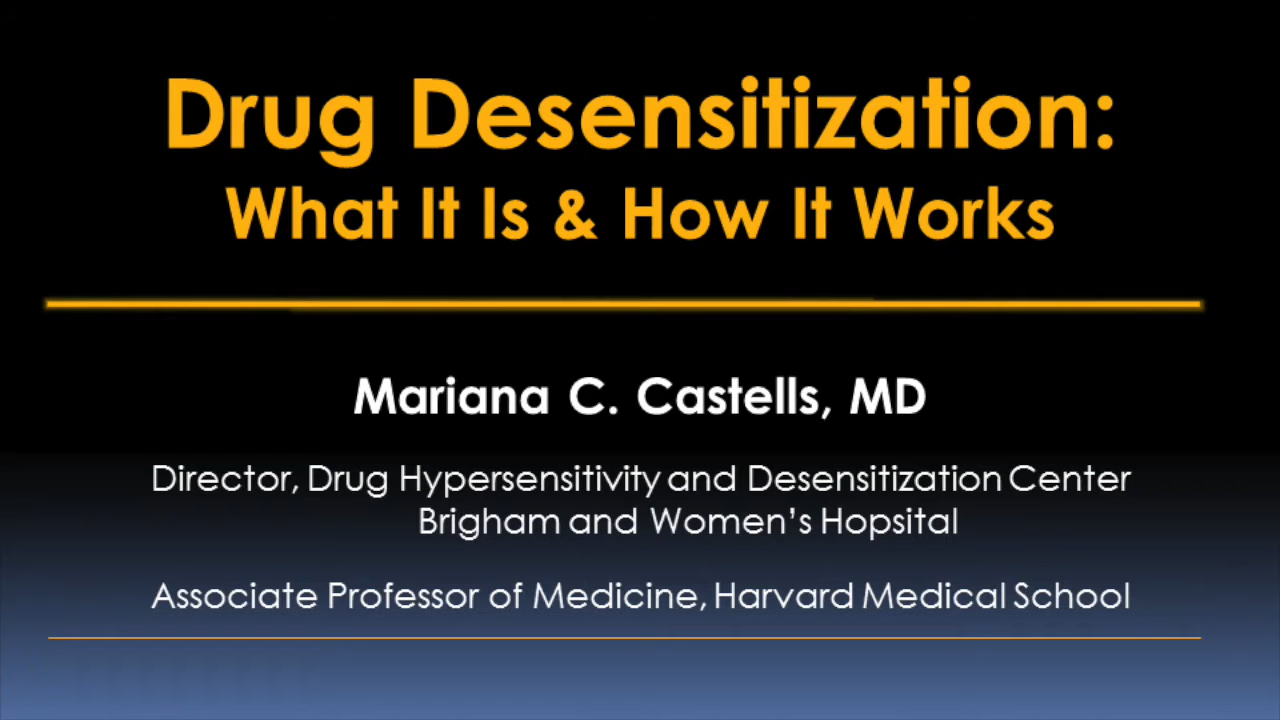 Drug Desensitization:
What It Is & How It Works
Mariana C. Castells, MD
Director, Drug Hypersensitivity and Desensitization Center
Brigham and Women’s Hopsital
Associate Professor of Medicine, Harvard Medical School